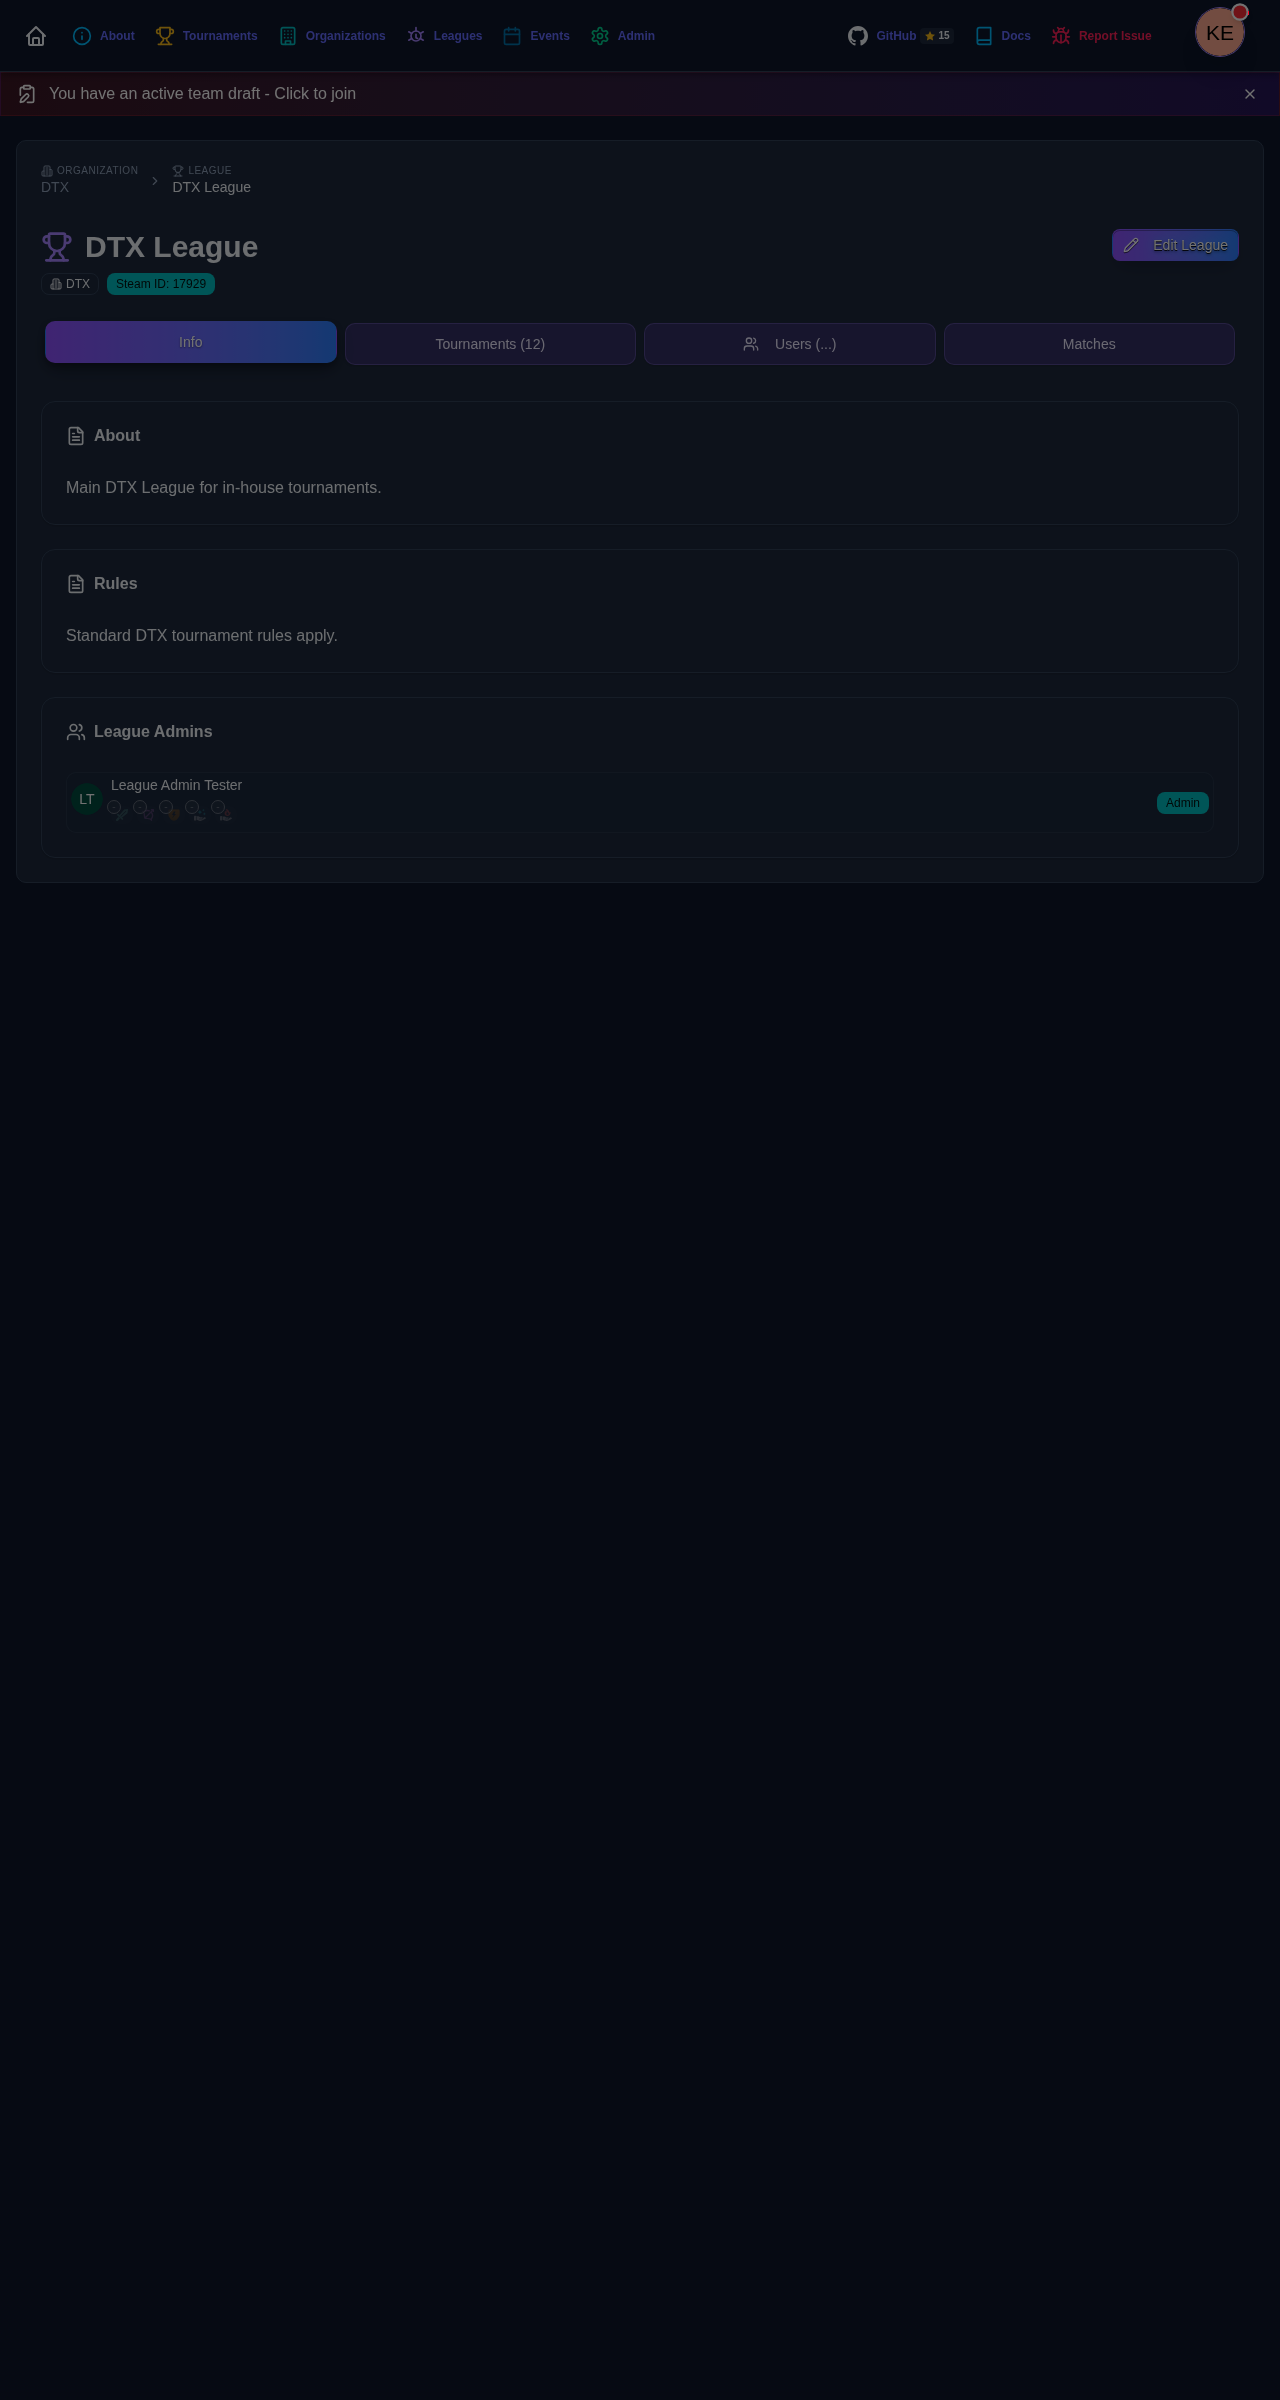 About Tournaments Organizations Leagues Events Admin GitHub 15 Docs Report Issue KE
You have an active team draft - Click to join
ORGANIZATION LEAGUE
DTX DTX League
DTX League Edit League
DTX Steam ID: 17929
Info Tournaments (12) Users (...) Matches
About
Main DTX League for in-house tournaments.
Rules
Standard DTX tournament rules apply.
League Admins
LT League Admin Tester
Admin